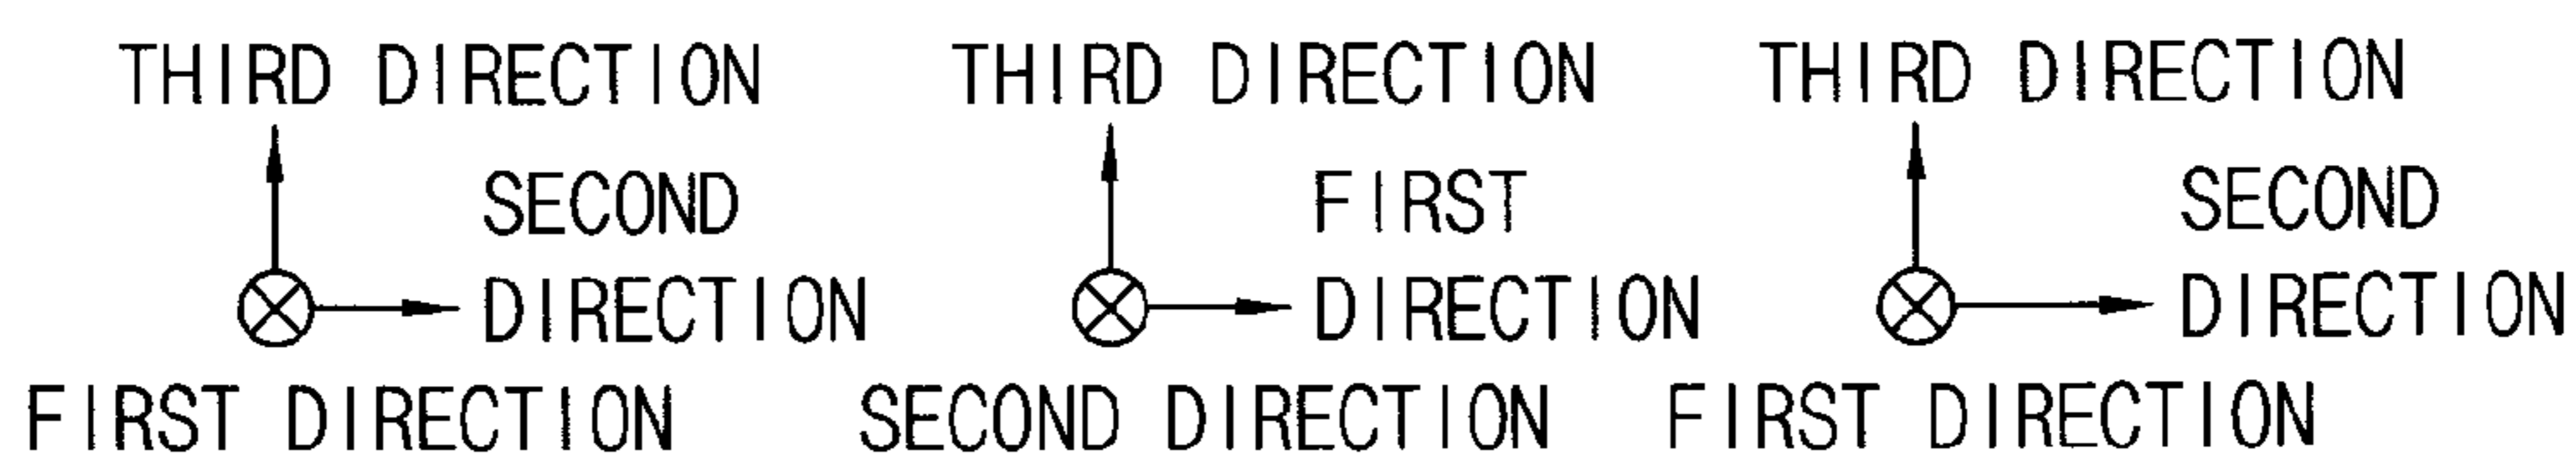 THIRD DIRECTION
SECOND
DIRECTION
FIRST DIRECTION
THIRD DIRECTION
FIRST
DIRECTION
SECOND DIRECTION
THIRD DIRECTION
SECOND
DIRECTION
FIRST DIRECTION